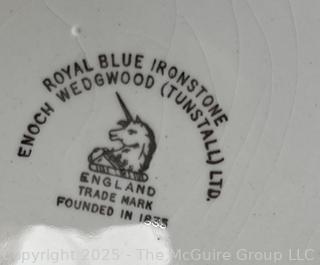 ROYAL BLUE IRONSTONE
ENOCH WEDGWOOD (TUNSTALL) LTD.
ENGLAND
TRADE MARK
FOUNDED IN 1835
Copyright 2025 - The McGuire Group LLC